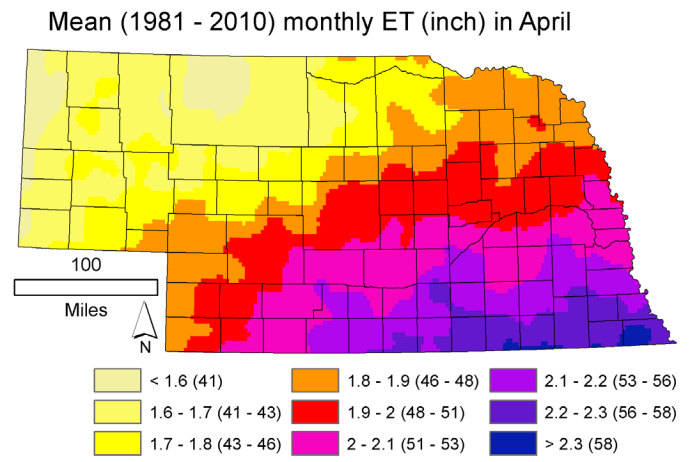 Mean (1981 - 2010) monthly ET (inch) in April
100
Miles
N
< 1.6 (41)
1.6 - 1.7 (41 - 43)
1.7 - 1.8 (43 - 46)
1.8 - 1.9 (46 - 48)
1.9 - 2 (48 - 51)
2 - 2.1 (51 - 53)
2.1 - 2.2 (53 - 56)
2.2 - 2.3 (56 - 58)
> 2.3 (58)